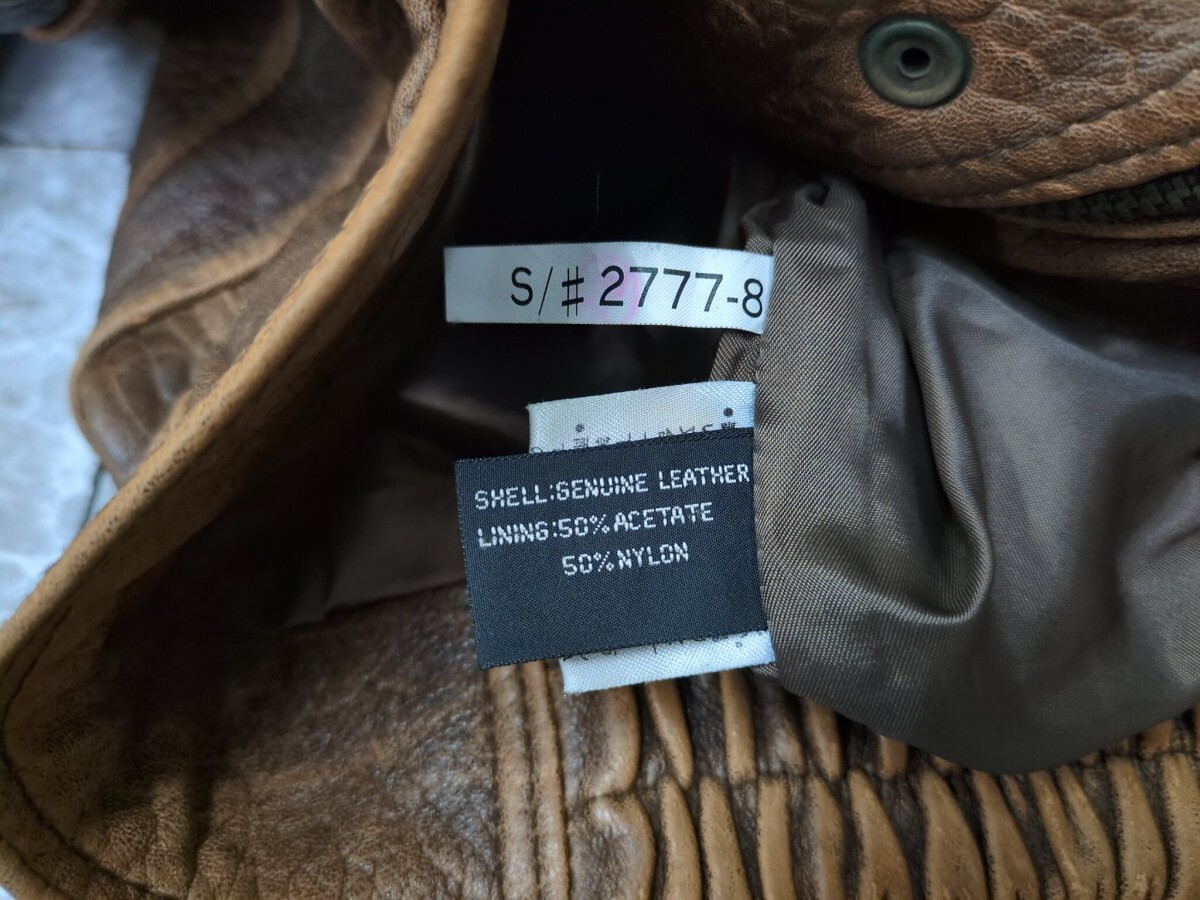 S/# 2777-8
SHELL:GENUINE LEATHER
LINING:50%ACETATE
50%NYLON